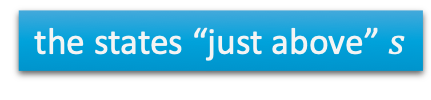 the states “just above” s